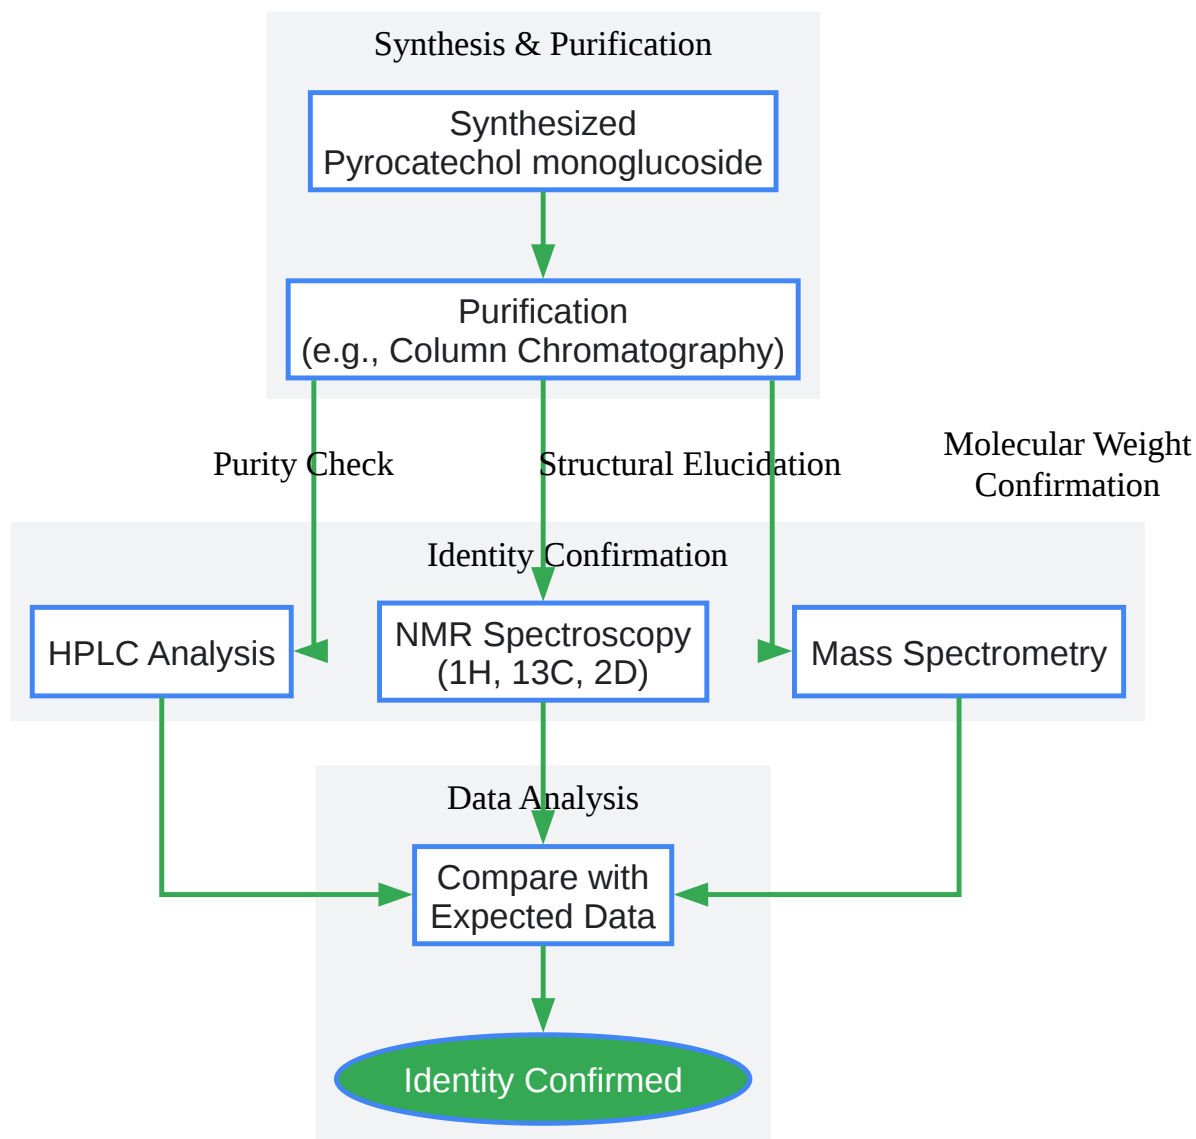 Synthesis & Purification
Synthesized
Pyrocatechol monoglucoside
Purification
(e.g., Column Chromatography)
Purity Check
Structural Elucidation
Molecular Weight
Confirmation
Identity Confirmation
HPLC Analysis
NMR Spectroscopy
(1H, 13C, 2D)
Mass Spectrometry
Data Analysis
Compare with
Expected Data
Identity Confirmed